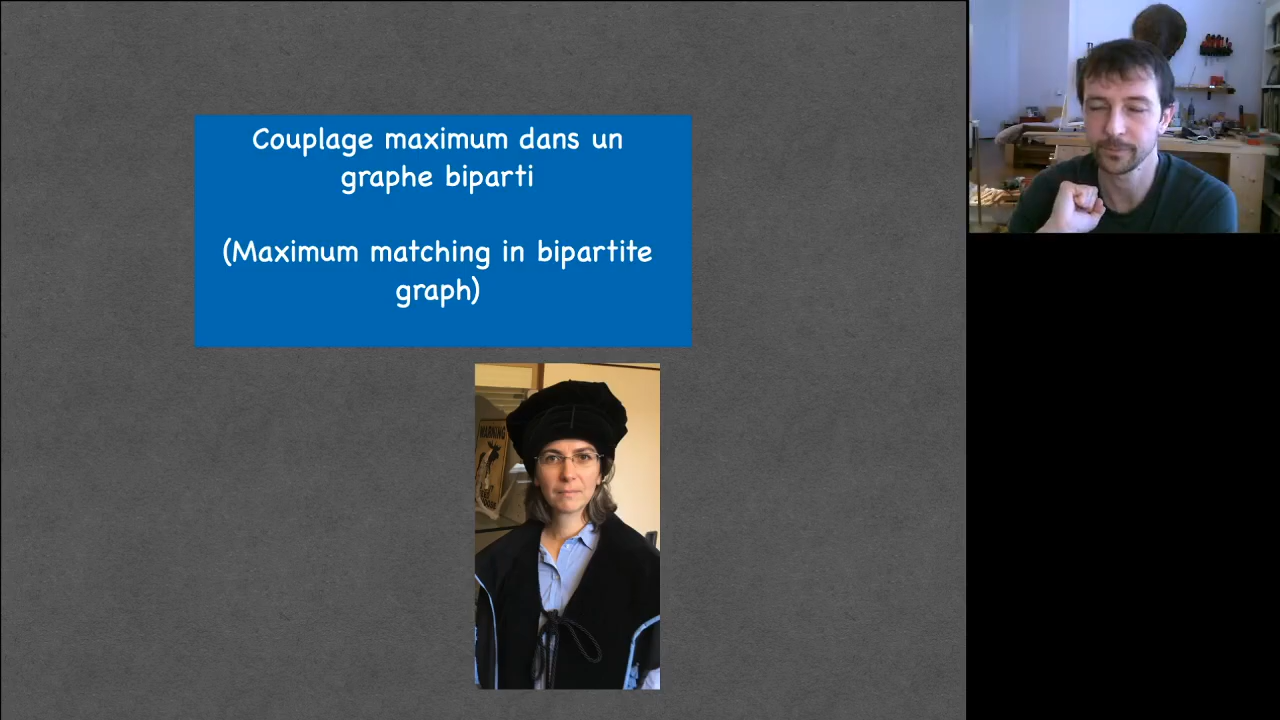 Couplage maximum dans un
graphe biparti
(Maximum matching in bipartite
graph)
WARNING